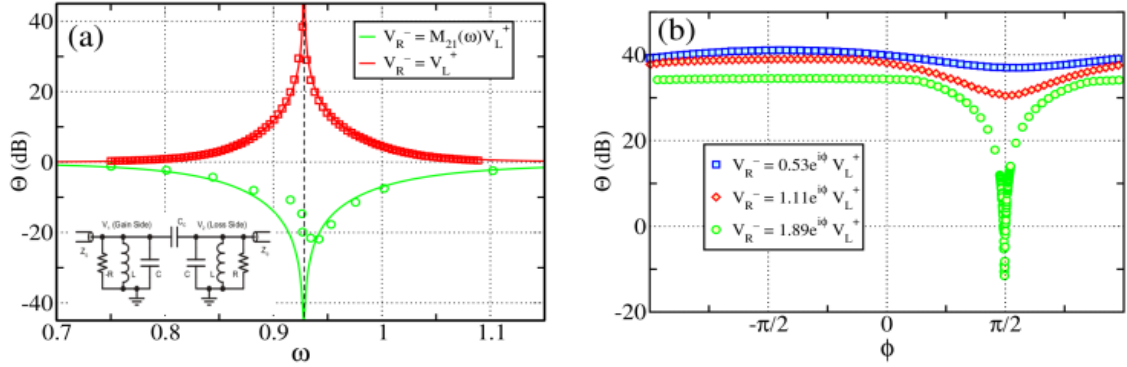 (a)
V_R^- = M_21(ω)V_L^+
V_R^- = V_L^+
Θ (dB)
40
20
0
-20
-40
0.7
0.8
0.9
1
1.1
ω
V_1 (Gain Side)
C_c
V_2 (Loss Side)
Z_0
-R
L
C
C
L
R
Z_0
(b)
Θ (dB)
60
40
20
0
-20
V_R^- = 0.53e^{iϕ} V_L^+
V_R^- = 1.11e^{iϕ} V_L^+
V_R^- = 1.89e^{iϕ} V_L^+
-π/2
0
π/2
ϕ